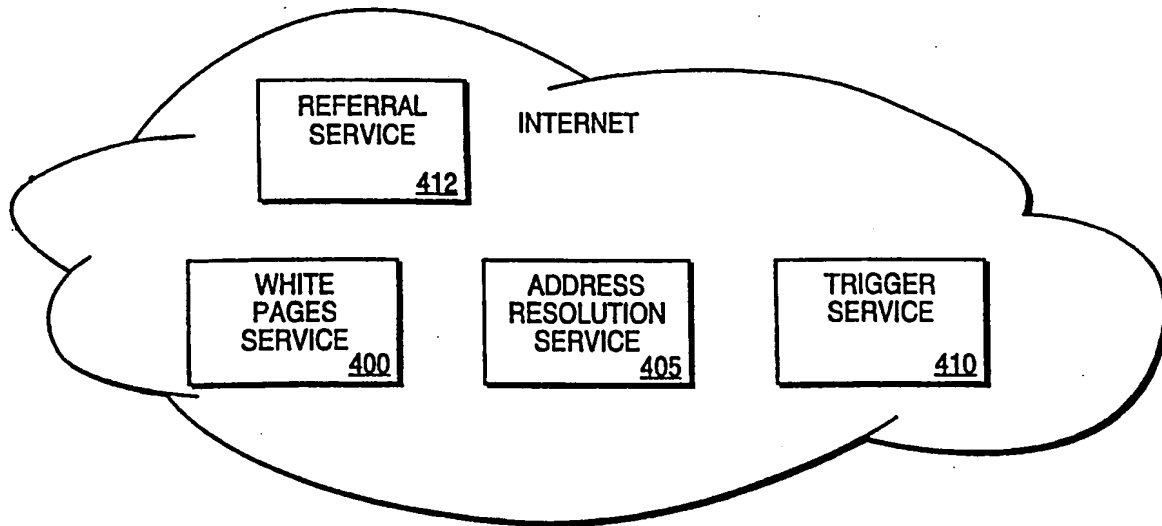 REFERRAL
SERVICE
412
INTERNET
WHITE
PAGES
SERVICE
400
ADDRESS
RESOLUTION
SERVICE
405
TRIGGER
SERVICE
410